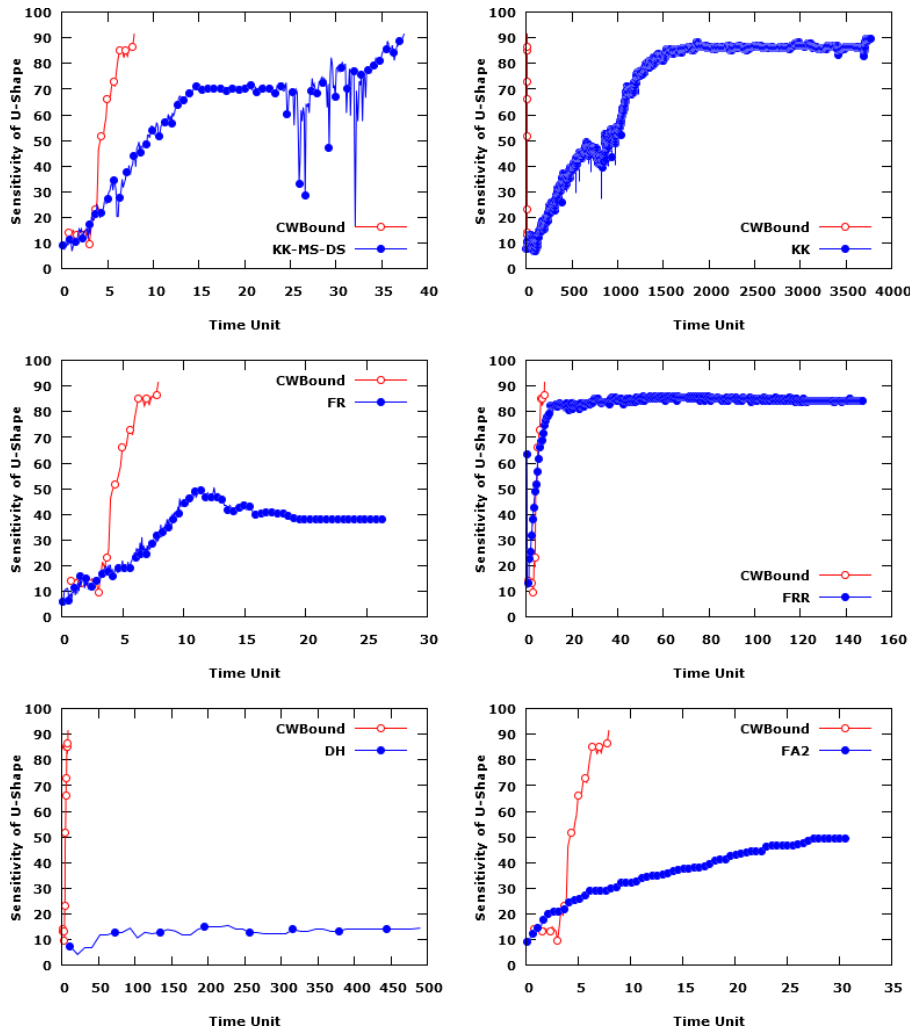 100
90
80
70
60
50
40
30
20
10
0
Sensitivity of U-Shape
CWBound
KK-MS-DS
0 5 10 15 20 25 30 35 40
Time Unit
100
90
80
70
60
50
40
30
20
10
0
Sensitivity of U-Shape
CWBound
KK
0 500 1000 1500 2000 2500 3000 3500 4000
Time Unit
100
90
80
70
60
50
40
30
20
10
0
Sensitivity of U-Shape
CWBound
FR
0 5 10 15 20 25 30
Time Unit
100
90
80
70
60
50
40
30
20
10
0
Sensitivity of U-Shape
CWBound
FRR
0 20 40 60 80 100 120 140 160
Time Unit
100
90
80
70
60
50
40
30
20
10
0
Sensitivity of U-Shape
CWBound
DH
0 50 100 150 200 250 300 350 400 450 500
Time Unit
100
90
80
70
60
50
40
30
20
10
0
Sensitivity of U-Shape
CWBound
FA2
0 5 10 15 20 25 30 35
Time Unit